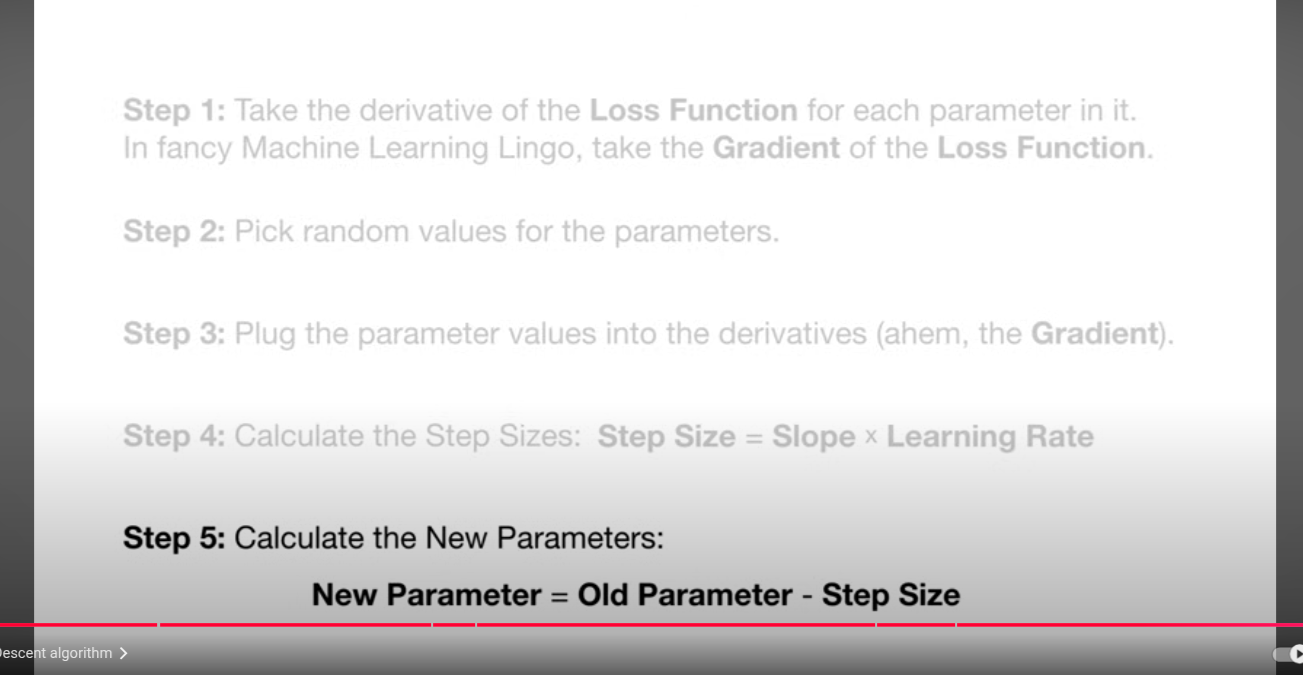 Step 1: Take the derivative of the Loss Function for each parameter in it.
In fancy Machine Learning Lingo, take the Gradient of the Loss Function.
Step 2: Pick random values for the parameters.
Step 3: Plug the parameter values into the derivatives (ahem, the Gradient).
Step 4: Calculate the Step Sizes: Step Size = Slope × Learning Rate
Step 5: Calculate the New Parameters:
New Parameter = Old Parameter - Step Size
Descent algorithm